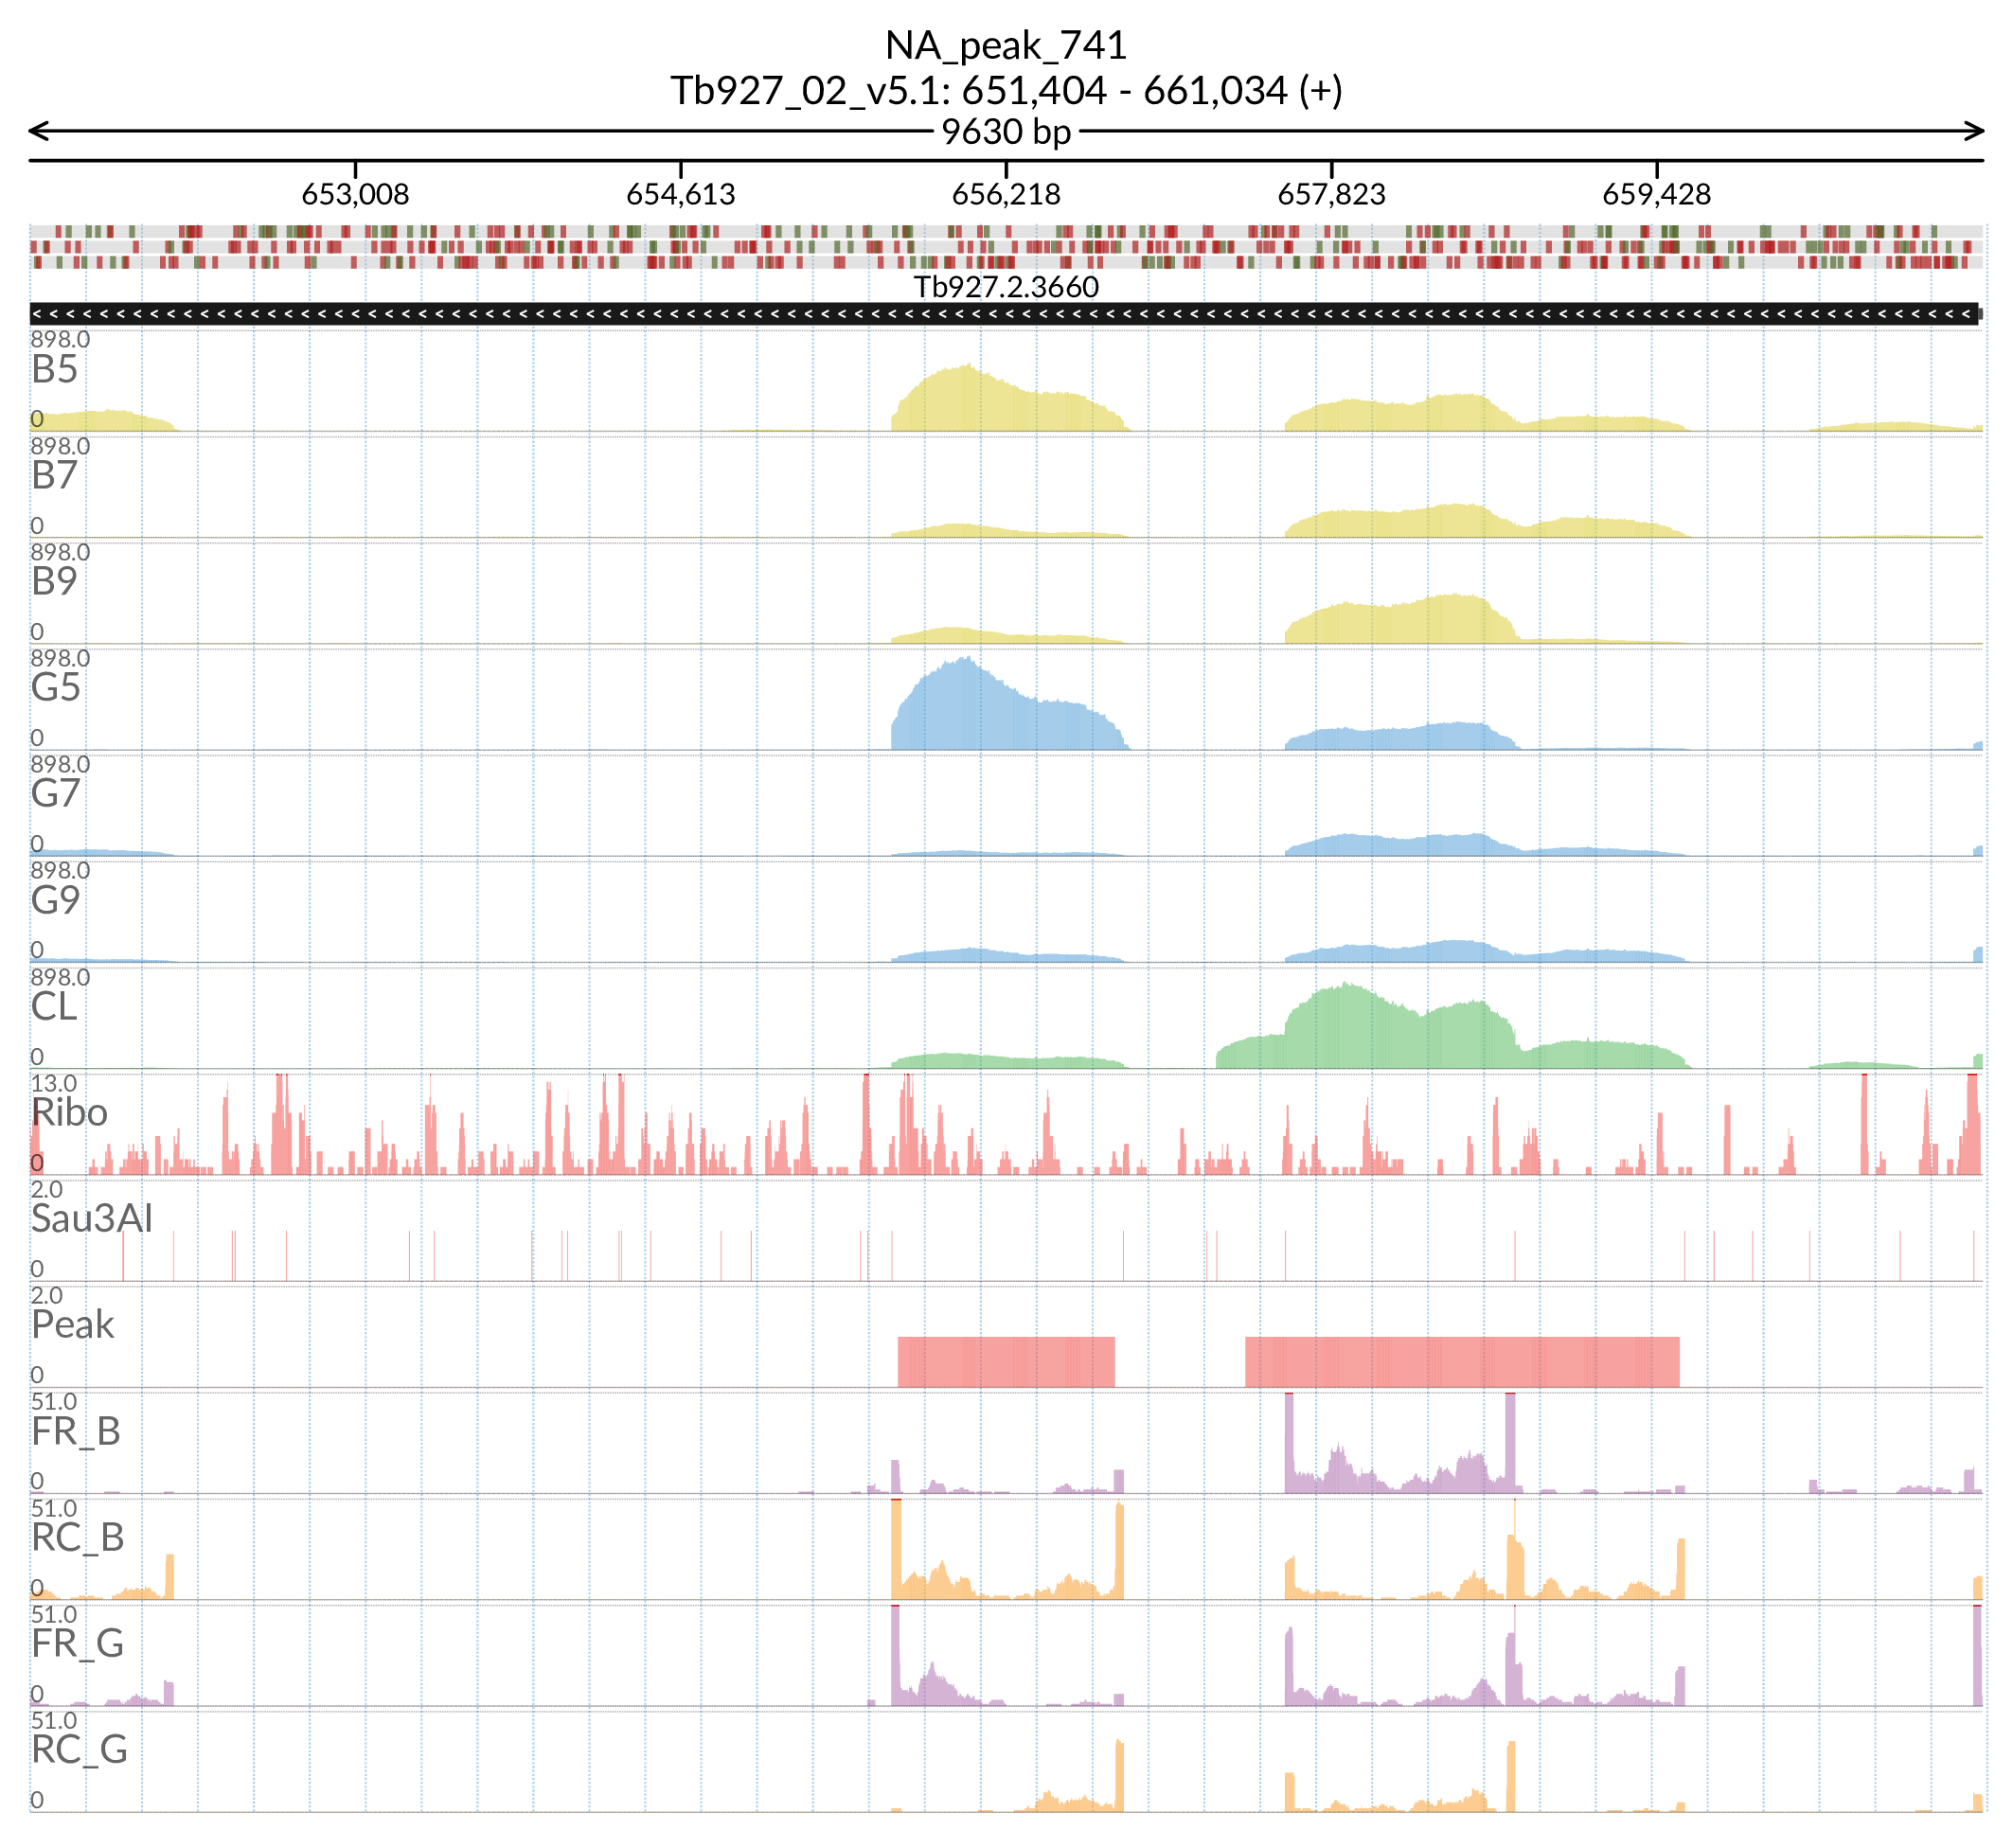 NA_peak_741
Tb927_02_v5.1: 651,404 - 661,034 (+)
9630 bp
653,008 654,613 656,218 657,823 659,428
Tb927.2.3660
898.0
B5
0
898.0
B7
0
898.0
B9
0
898.0
G5
0
898.0
G7
0
898.0
G9
0
898.0
CL
0
13.0
Ribo
0
2.0
Sau3AI
0
2.0
Peak
0
51.0
FR_B
0
51.0
RC_B
0
51.0
FR_G
0
51.0
RC_G
0